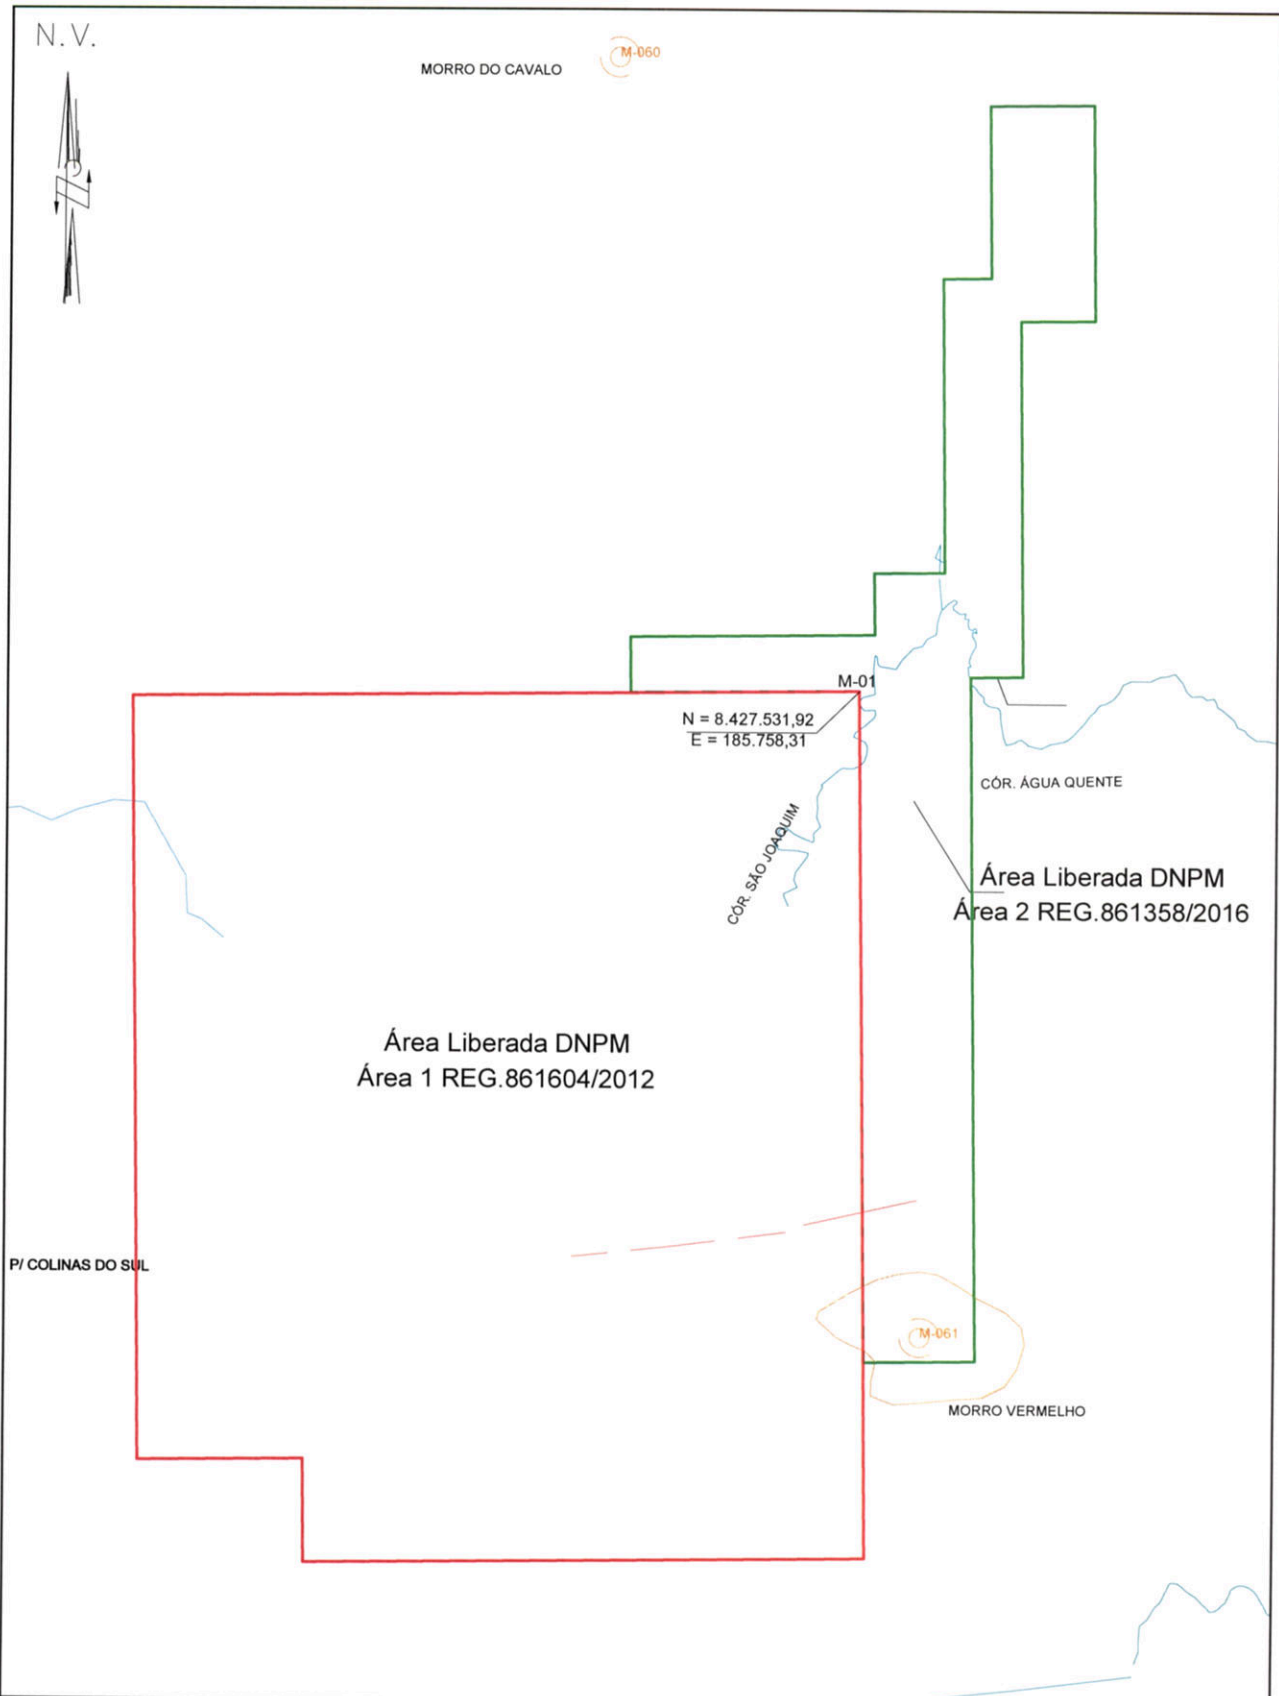 N.V.
M-060
MORRO DO CAVALO
M-01
N = 8.427.531,92
E = 185.758,31
CÓR. ÁGUA QUENTE
CÓR. SÃO JOAQUIM
Área Liberada DNPM
Área 2 REG.861358/2016
Área Liberada DNPM
Área 1 REG.861604/2012
P/ COLINAS DO SUL
M-061
MORRO VERMELHO